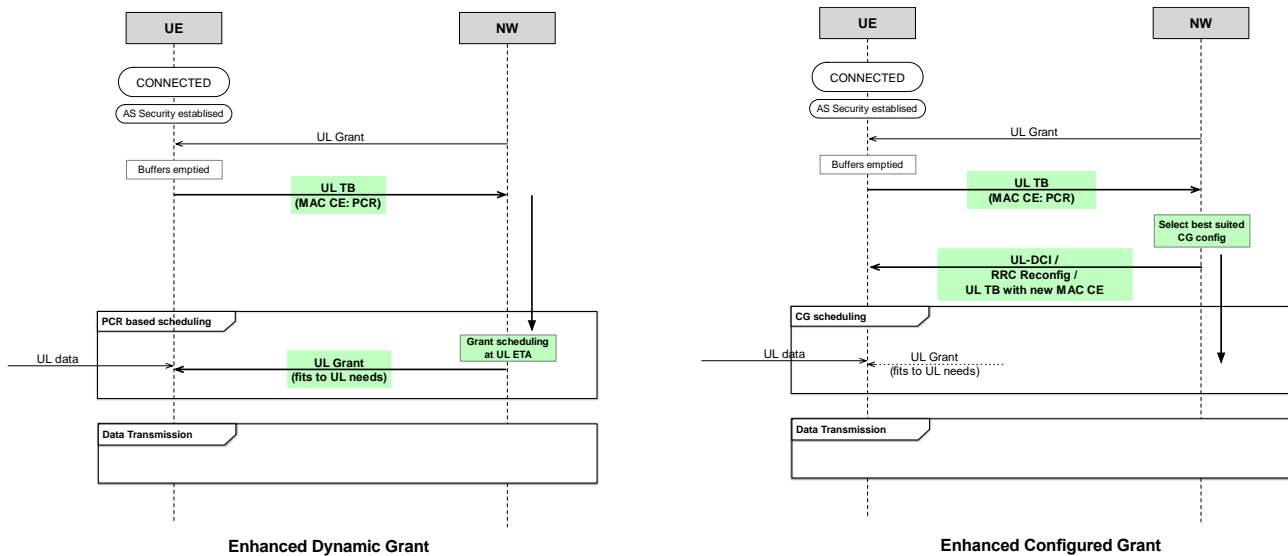 UE
NW
CONNECTED
AS Security establised
UL Grant
Buffers emptied
UL TB
(MAC CE: PCR)
PCR based scheduling
Grant scheduling
at UL ETA
UL data
UL Grant
(fits to UL needs)
Data Transmission
Enhanced Dynamic Grant
UE
NW
CONNECTED
AS Security establised
UL Grant
Buffers emptied
UL TB
(MAC CE: PCR)
Select best suited
CG config
UL-DCI /
RRC Reconfig /
UL TB with new MAC CE
CG scheduling
UL data
UL Grant
(fits to UL needs)
Data Transmission
Enhanced Configured Grant